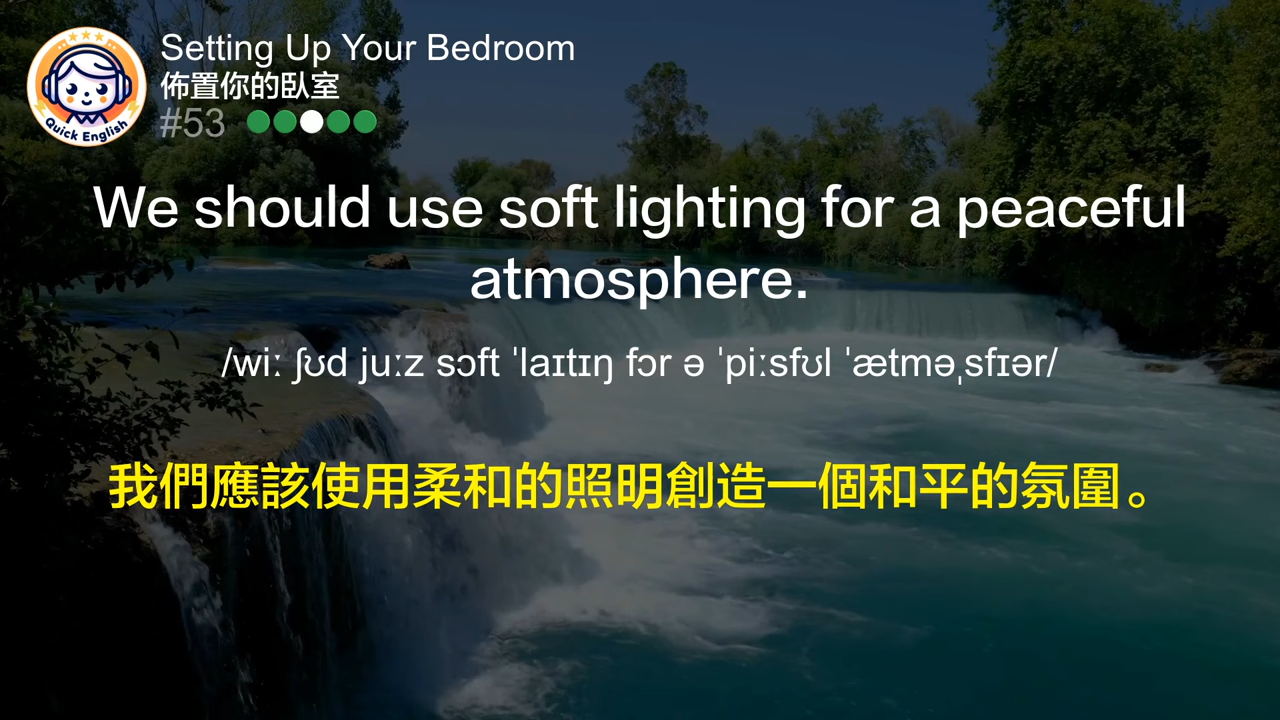 Quick English
Setting Up Your Bedroom
佈置你的臥室
#53
We should use soft lighting for a peaceful
atmosphere.
/wiː ʃʊd juːz sɔft ˈlaɪtɪŋ fɔr ə ˈpiːsfʊl ˈætməˌsfɪər/
我們應該使用柔和的照明創造一個和平的氛圍。